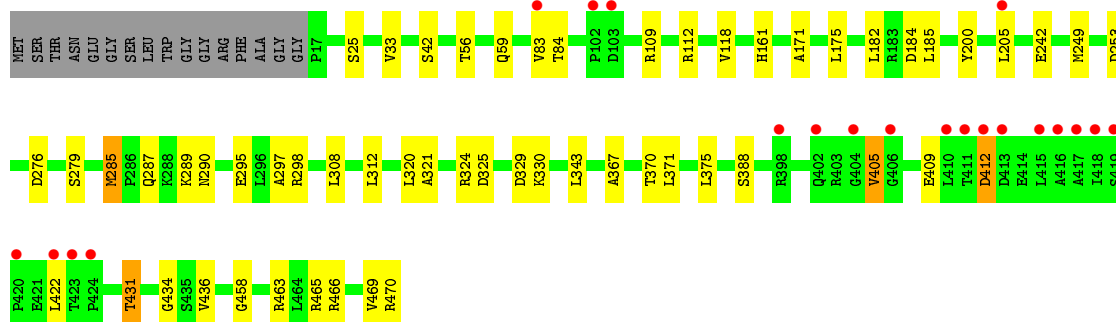 MET SER THR ASN GLU GLY SER LEU TRP GLY GLY ARG PHE ALA GLY GLY P17 S25 V33 S42 T56 Q59 V83 T84 P102 D103 R109 R112 V118 H161 A171 L175 L182 R183 D184 L185 Y200 L205 E242 M249 D253
D276 S279 M285 P286 Q287 K288 K289 N290 E295 L296 A297 R298 L308 L312 L320 A321 R324 D325 D329 K330 L343 A367 T370 L371 L375 S388 R398 Q402 R403 G404 V405 G406 E409 L410 T411 D412 D413 E414 L415 A416 A417 I418 S419
P420 E421 L422 T423 P424 T431 G434 S435 V436 G458 R463 L464 R465 R466 V469 R470